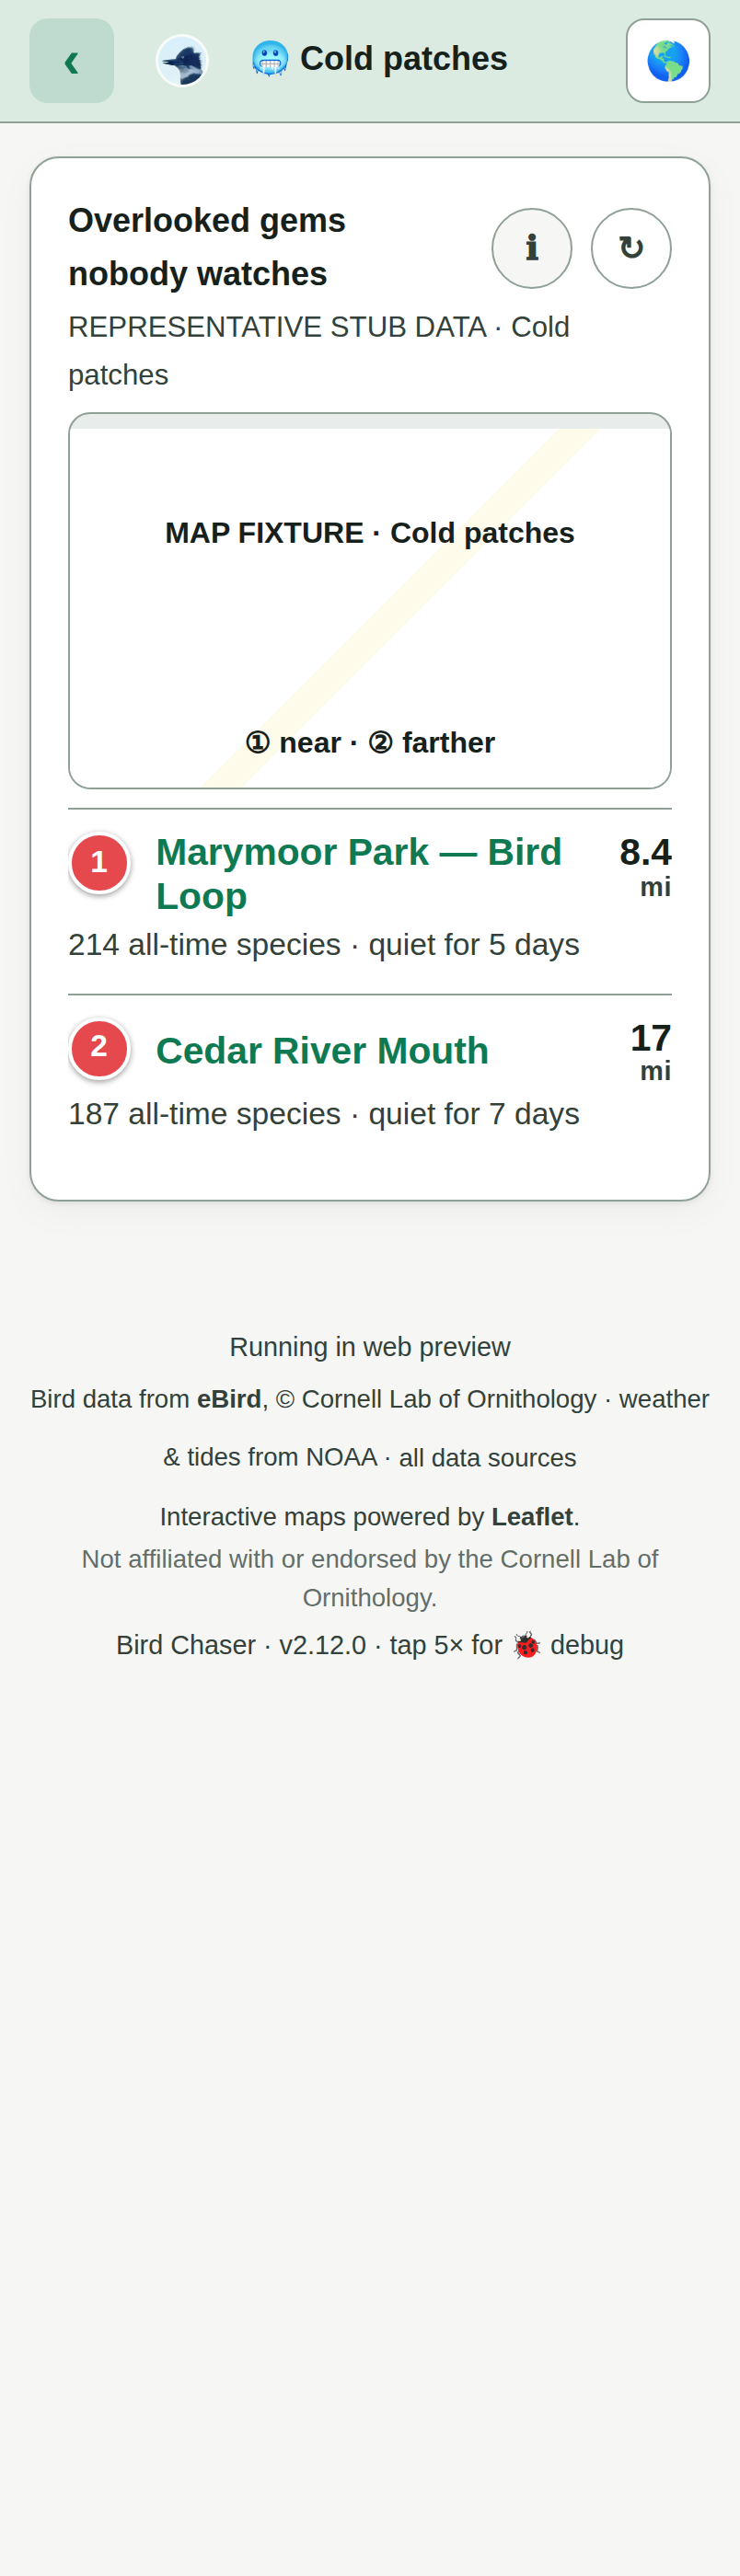 ‹ 🥶 Cold patches 🌎
Overlooked gems
nobody watches
ℹ ↻
REPRESENTATIVE STUB DATA · Cold
patches
MAP FIXTURE · Cold patches
① near · ② farther
1 Marymoor Park — Bird
Loop
8.4
mi
214 all-time species · quiet for 5 days
2 Cedar River Mouth
17
mi
187 all-time species · quiet for 7 days
Running in web preview
Bird data from eBird, © Cornell Lab of Ornithology · weather
& tides from NOAA · all data sources
Interactive maps powered by Leaflet.
Not affiliated with or endorsed by the Cornell Lab of
Ornithology.
Bird Chaser · v2.12.0 · tap 5× for 🐞 debug